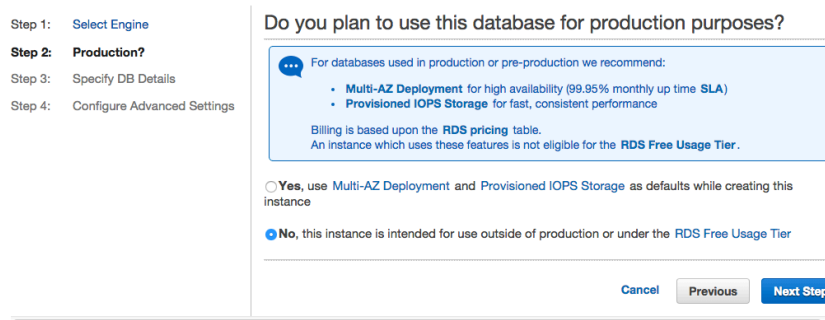 Step 1: Select Engine
Step 2: Production?
Step 3: Specify DB Details
Step 4: Configure Advanced Settings
Do you plan to use this database for production purposes?
For databases used in production or pre-production we recommend:
• Multi-AZ Deployment for high availability (99.95% monthly up time SLA)
• Provisioned IOPS Storage for fast, consistent performance
Billing is based upon the RDS pricing table.
An instance which uses these features is not eligible for the RDS Free Usage Tier.
Yes, use Multi-AZ Deployment and Provisioned IOPS Storage as defaults while creating this
instance
No, this instance is intended for use outside of production or under the RDS Free Usage Tier
Cancel Previous Next Step